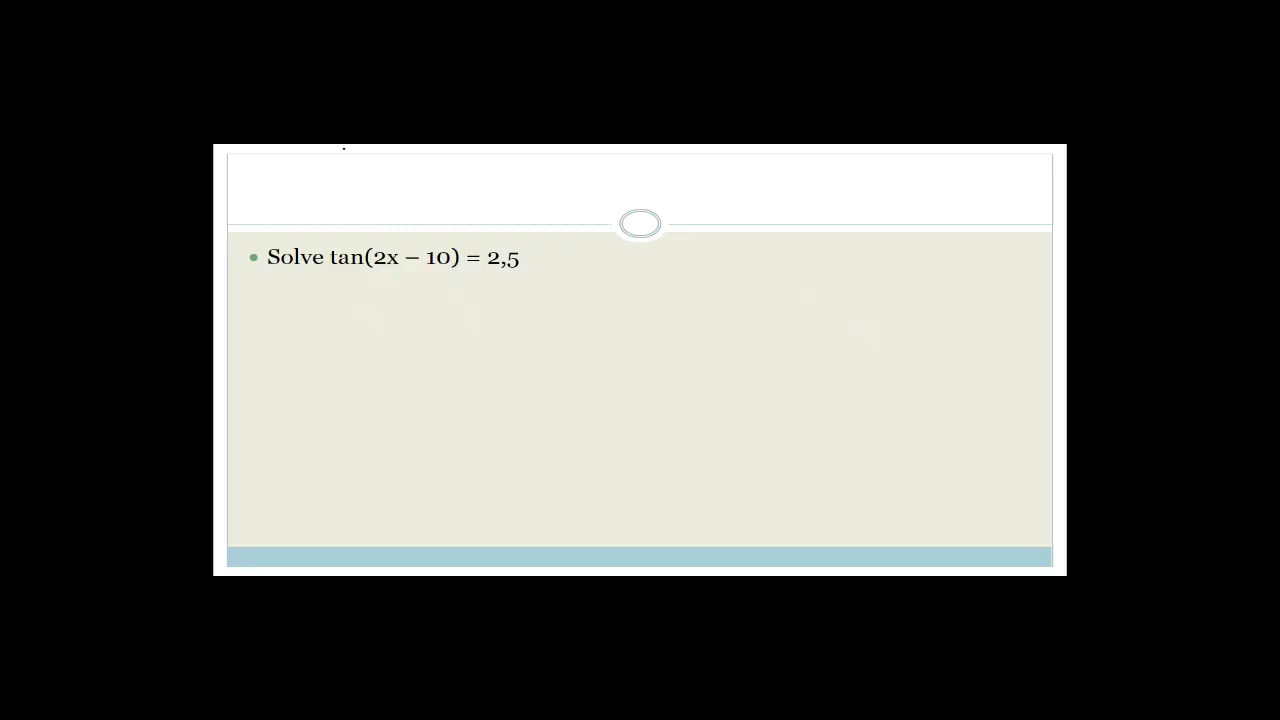 Solve tan(2x – 10) = 2,5